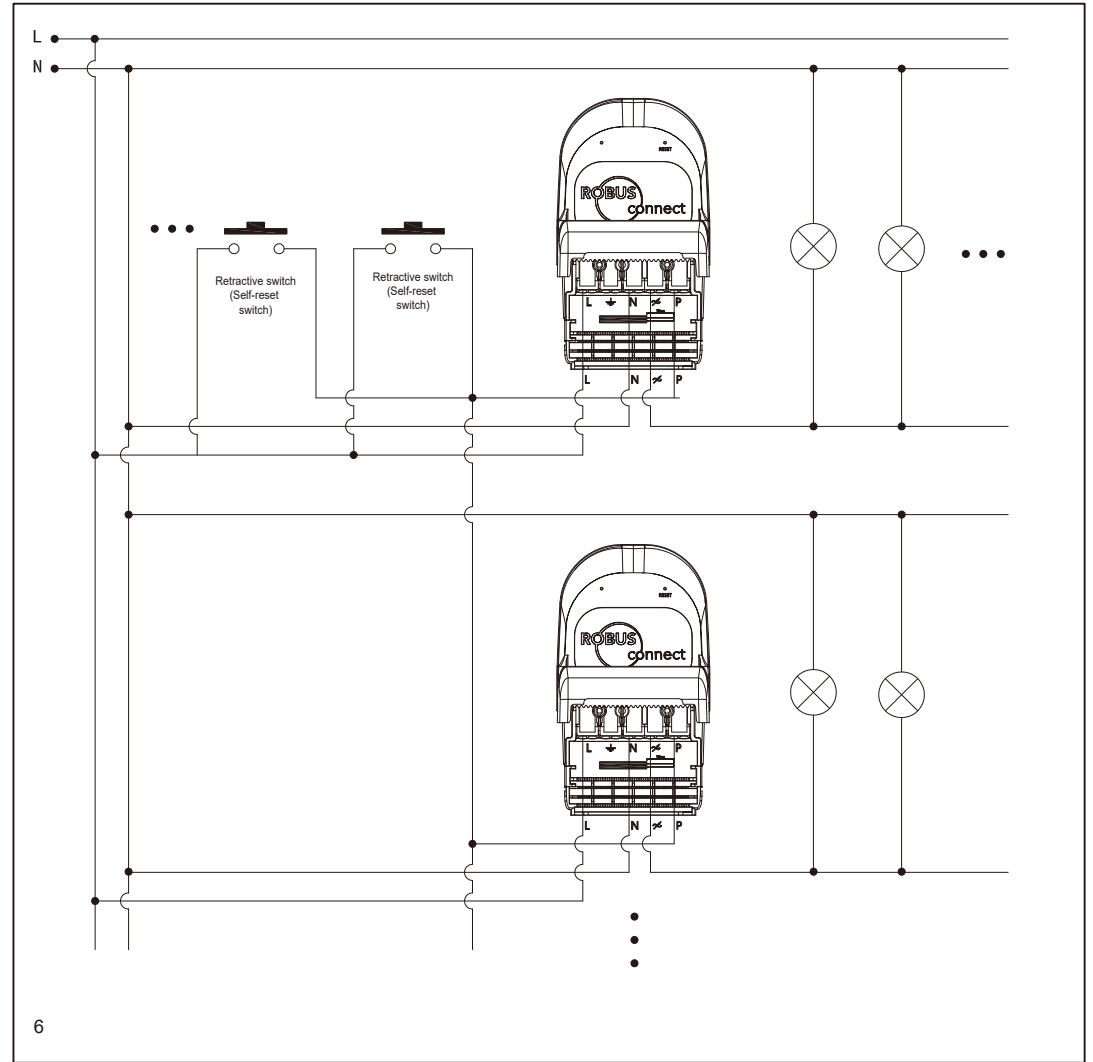 L
N
RESET
ROBUS
connect
Retractive switch
(Self-reset
switch)
Retractive switch
(Self-reset
switch)
L N P
L N P
RESET
ROBUS
connect
L N P
L N P
6